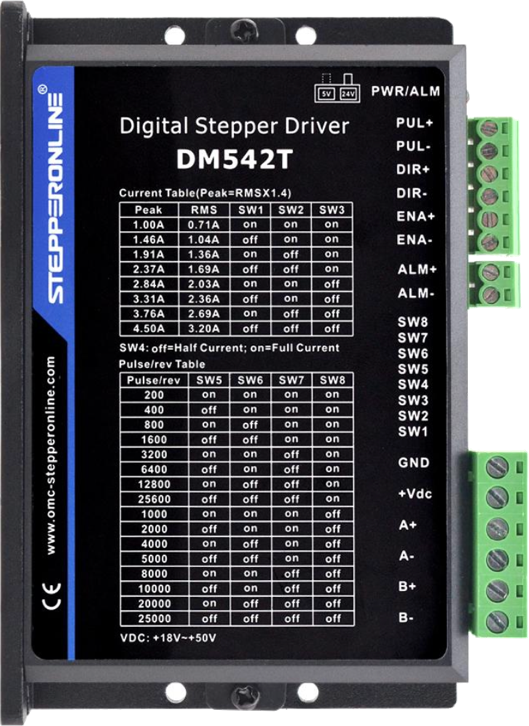 5V 24V PWR/ALM
Digital Stepper Driver
DM542T
Current Table(Peak=RMSX1.4)
Peak RMS SW1 SW2 SW3
1.00A 0.71A on on on
1.46A 1.04A off on on
1.91A 1.36A on off on
2.37A 1.69A off off on
2.84A 2.03A on on off
3.31A 2.36A off on off
3.76A 2.69A on off off
4.50A 3.20A off off off
SW4: off=Half Current; on=Full Current
Pulse/rev Table
Pulse/rev SW5 SW6 SW7 SW8
200 on on on on
400 off on on on
800 on off on on
1600 off off on on
3200 on on off on
6400 off on off on
12800 on off off on
25600 off off off on
1000 on on on off
2000 off on on off
4000 on off on off
5000 off off on off
8000 on on off off
10000 off on off off
20000 on off off off
25000 off off off off
VDC: +18V~+50V
STEPPERONLINE®
www.omc-stepperonline.com
CE
PUL+
PUL-
DIR+
DIR-
ENA+
ENA-
ALM+
ALM-
SW8
SW7
SW6
SW5
SW4
SW3
SW2
SW1
GND
+Vdc
A+
A-
B+
B-